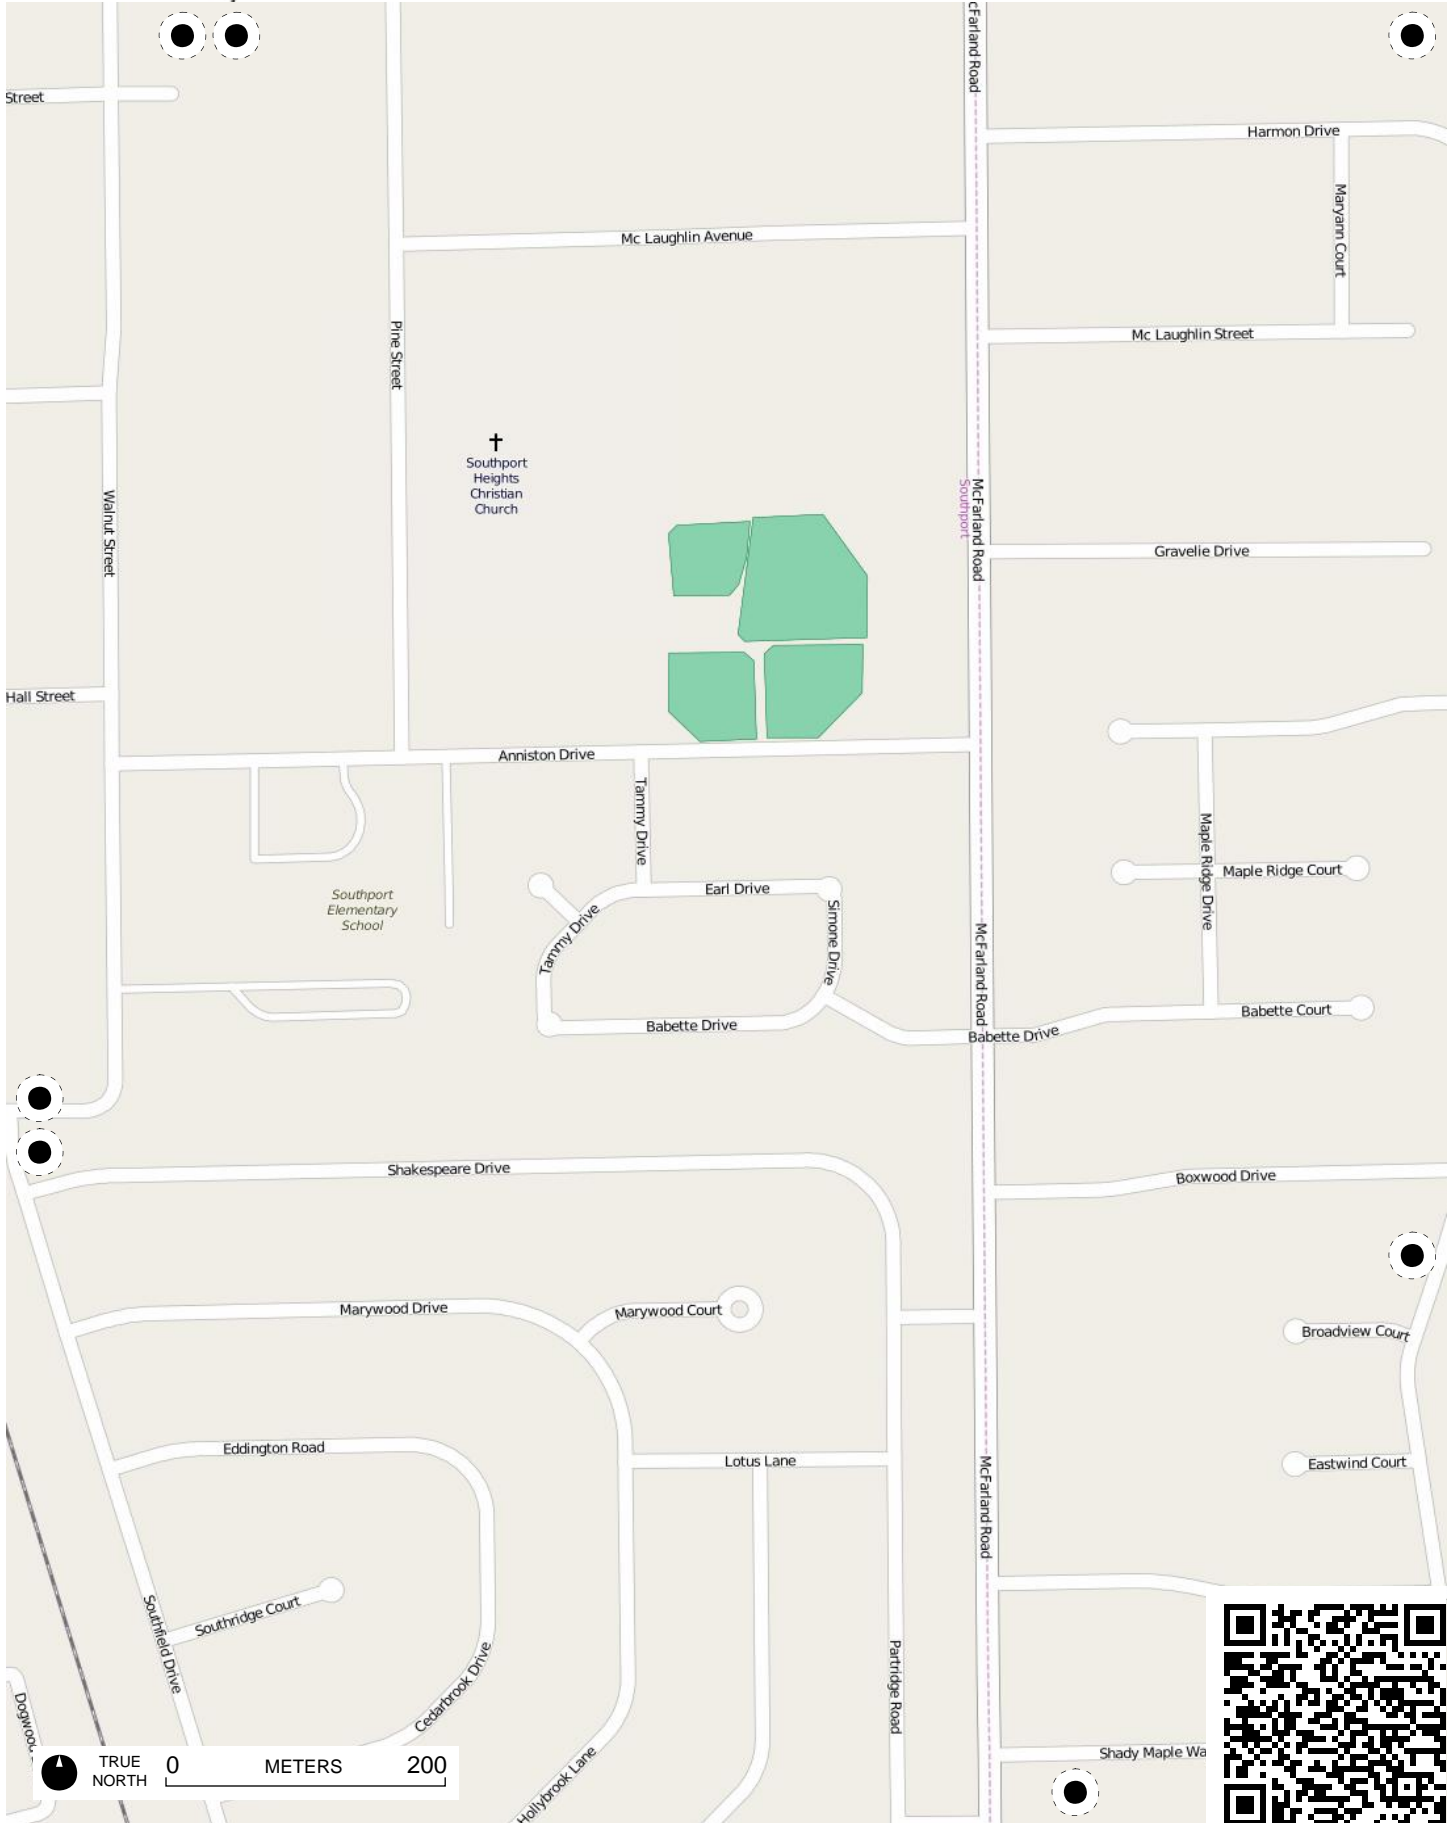 cFarland Road
Street
Harmon Drive
Maryann Court
Mc Laughlin Avenue
Pine Street
Mc Laughlin Street
Southport
Heights
Christian
Church
Walnut Street
Southport
McFarland Road
Gravelie Drive
Hall Street
Anniston Drive
Tammy Drive
Maple Ridge Drive
Maple Ridge Court
Earl Drive
Southport
Elementary
School
Tammy Drive
Simone Drive
McFarland Road
Babette Drive
Babette Drive
Babette Court
Shakespeare Drive
Boxwood Drive
Marywood Drive
Marywood Court
Broadview Court
Eddington Road
Lotus Lane
Eastwind Court
McFarland Road
Southfield Drive
Southridge Court
Cedarbrook Drive
Partridge Road
Dogwood
Hollybrook Lane
Shady Maple Wa
TRUE
NORTH
0 METERS 200